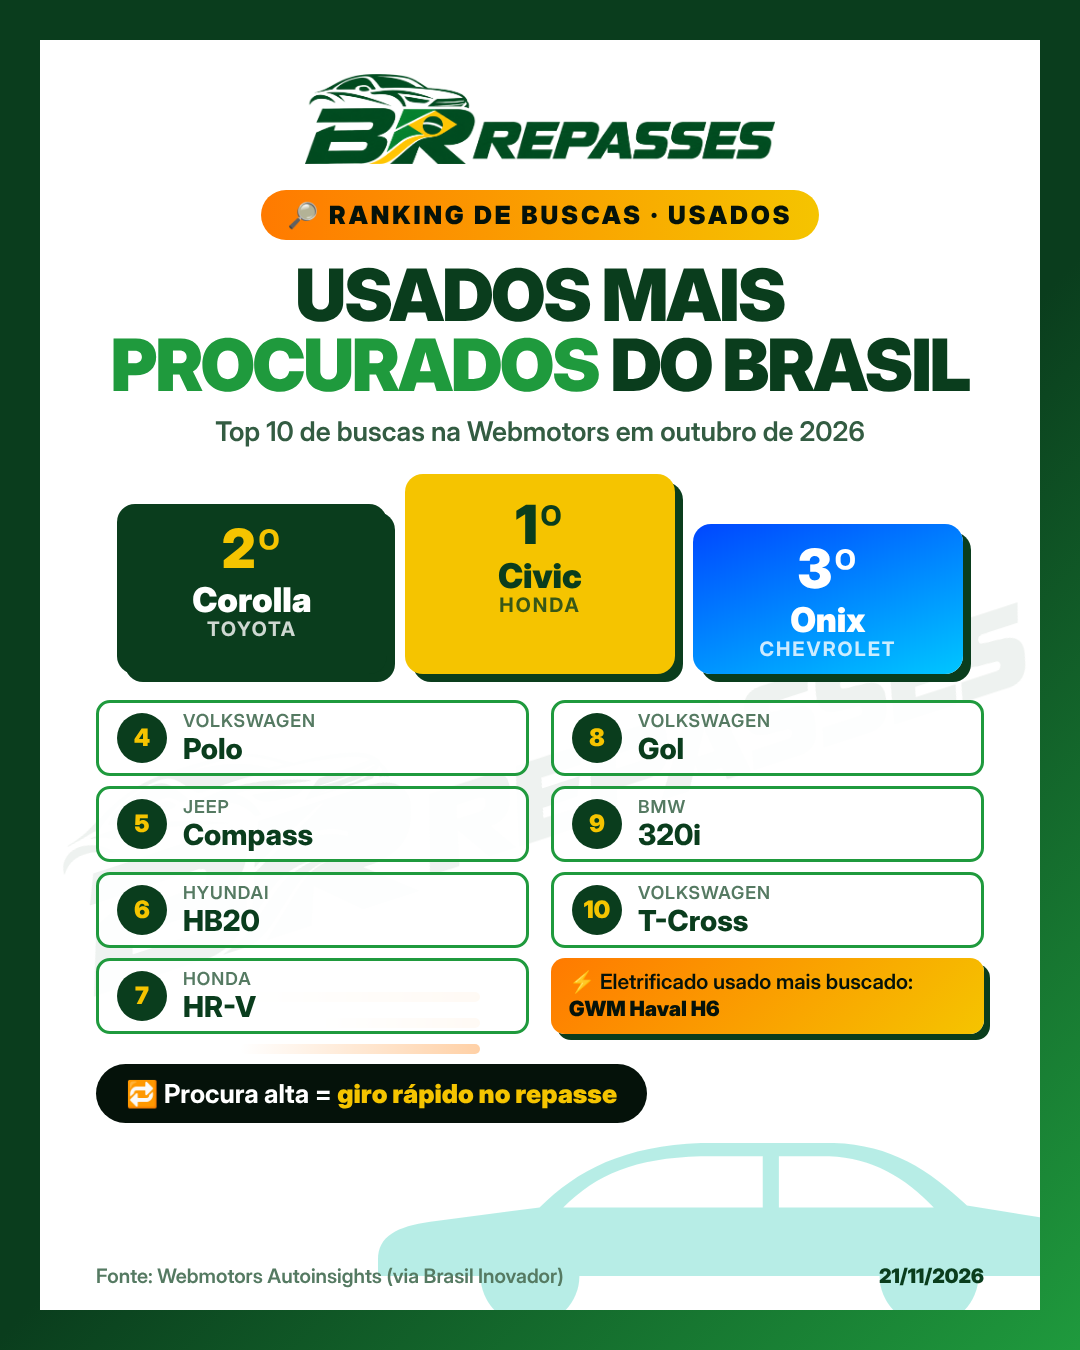 BR REPASSES
🔎 RANKING DE BUSCAS · USADOS
USADOS MAIS
PROCURADOS DO BRASIL
Top 10 de buscas na Webmotors em outubro de 2026
2º
Corolla
TOYOTA
1º
Civic
HONDA
3º
Onix
CHEVROLET
4
VOLKSWAGEN
Polo
5
JEEP
Compass
6
HYUNDAI
HB20
7
HONDA
HR-V
8
VOLKSWAGEN
Gol
9
BMW
320i
10
VOLKSWAGEN
T-Cross
⚡ Eletrificado usado mais buscado:
GWM Haval H6
🔁 Procura alta = giro rápido no repasse
Fonte: Webmotors Autoinsights (via Brasil Inovador)
21/11/2026